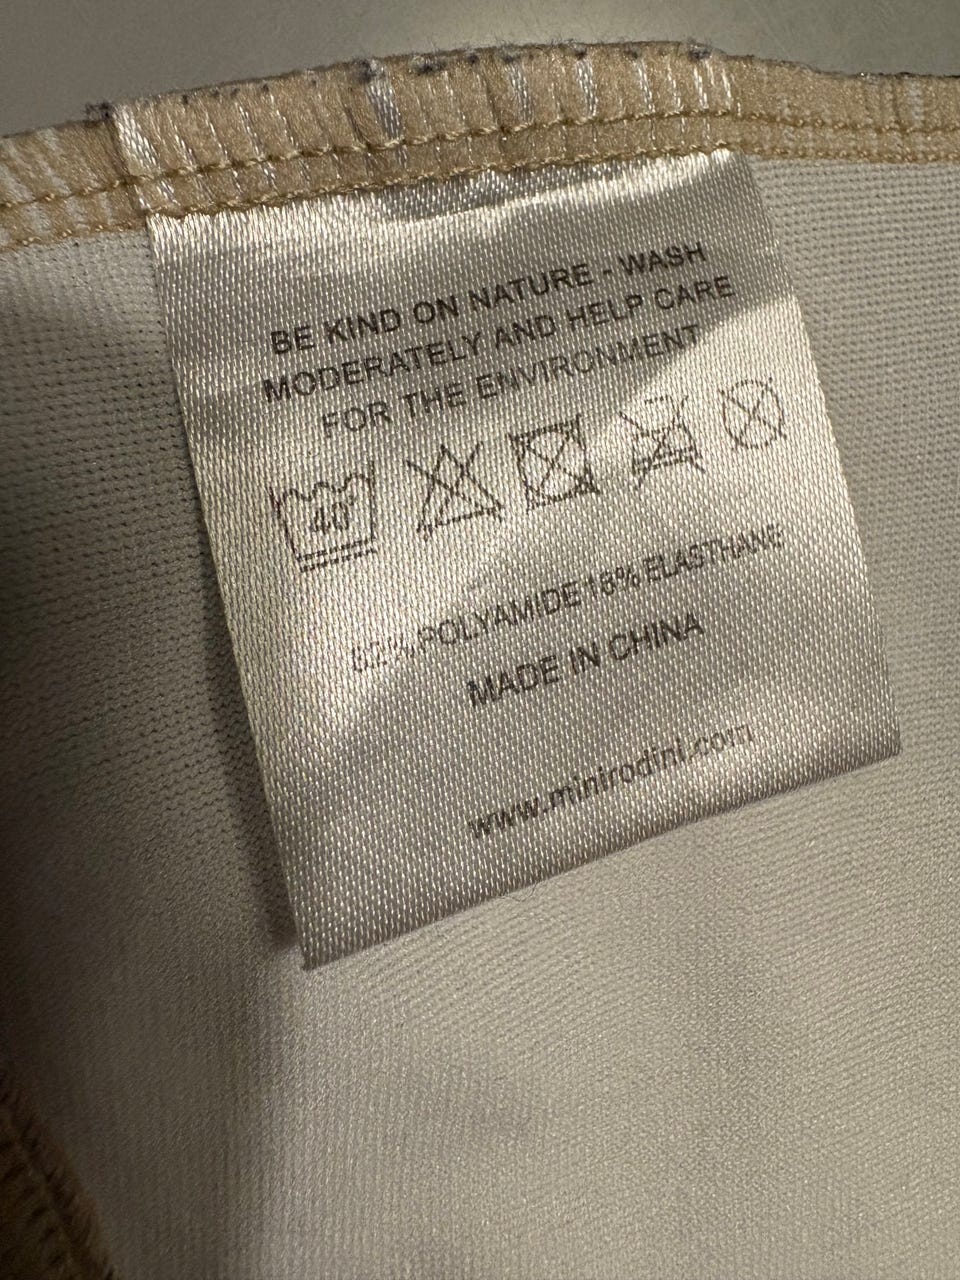 BE KIND ON NATURE - WASH
MODERATELY AND HELP CARE
FOR THE ENVIRONMENT
40°
82% POLYAMIDE 18% ELASTHANE
MADE IN CHINA
www.minirodini.com